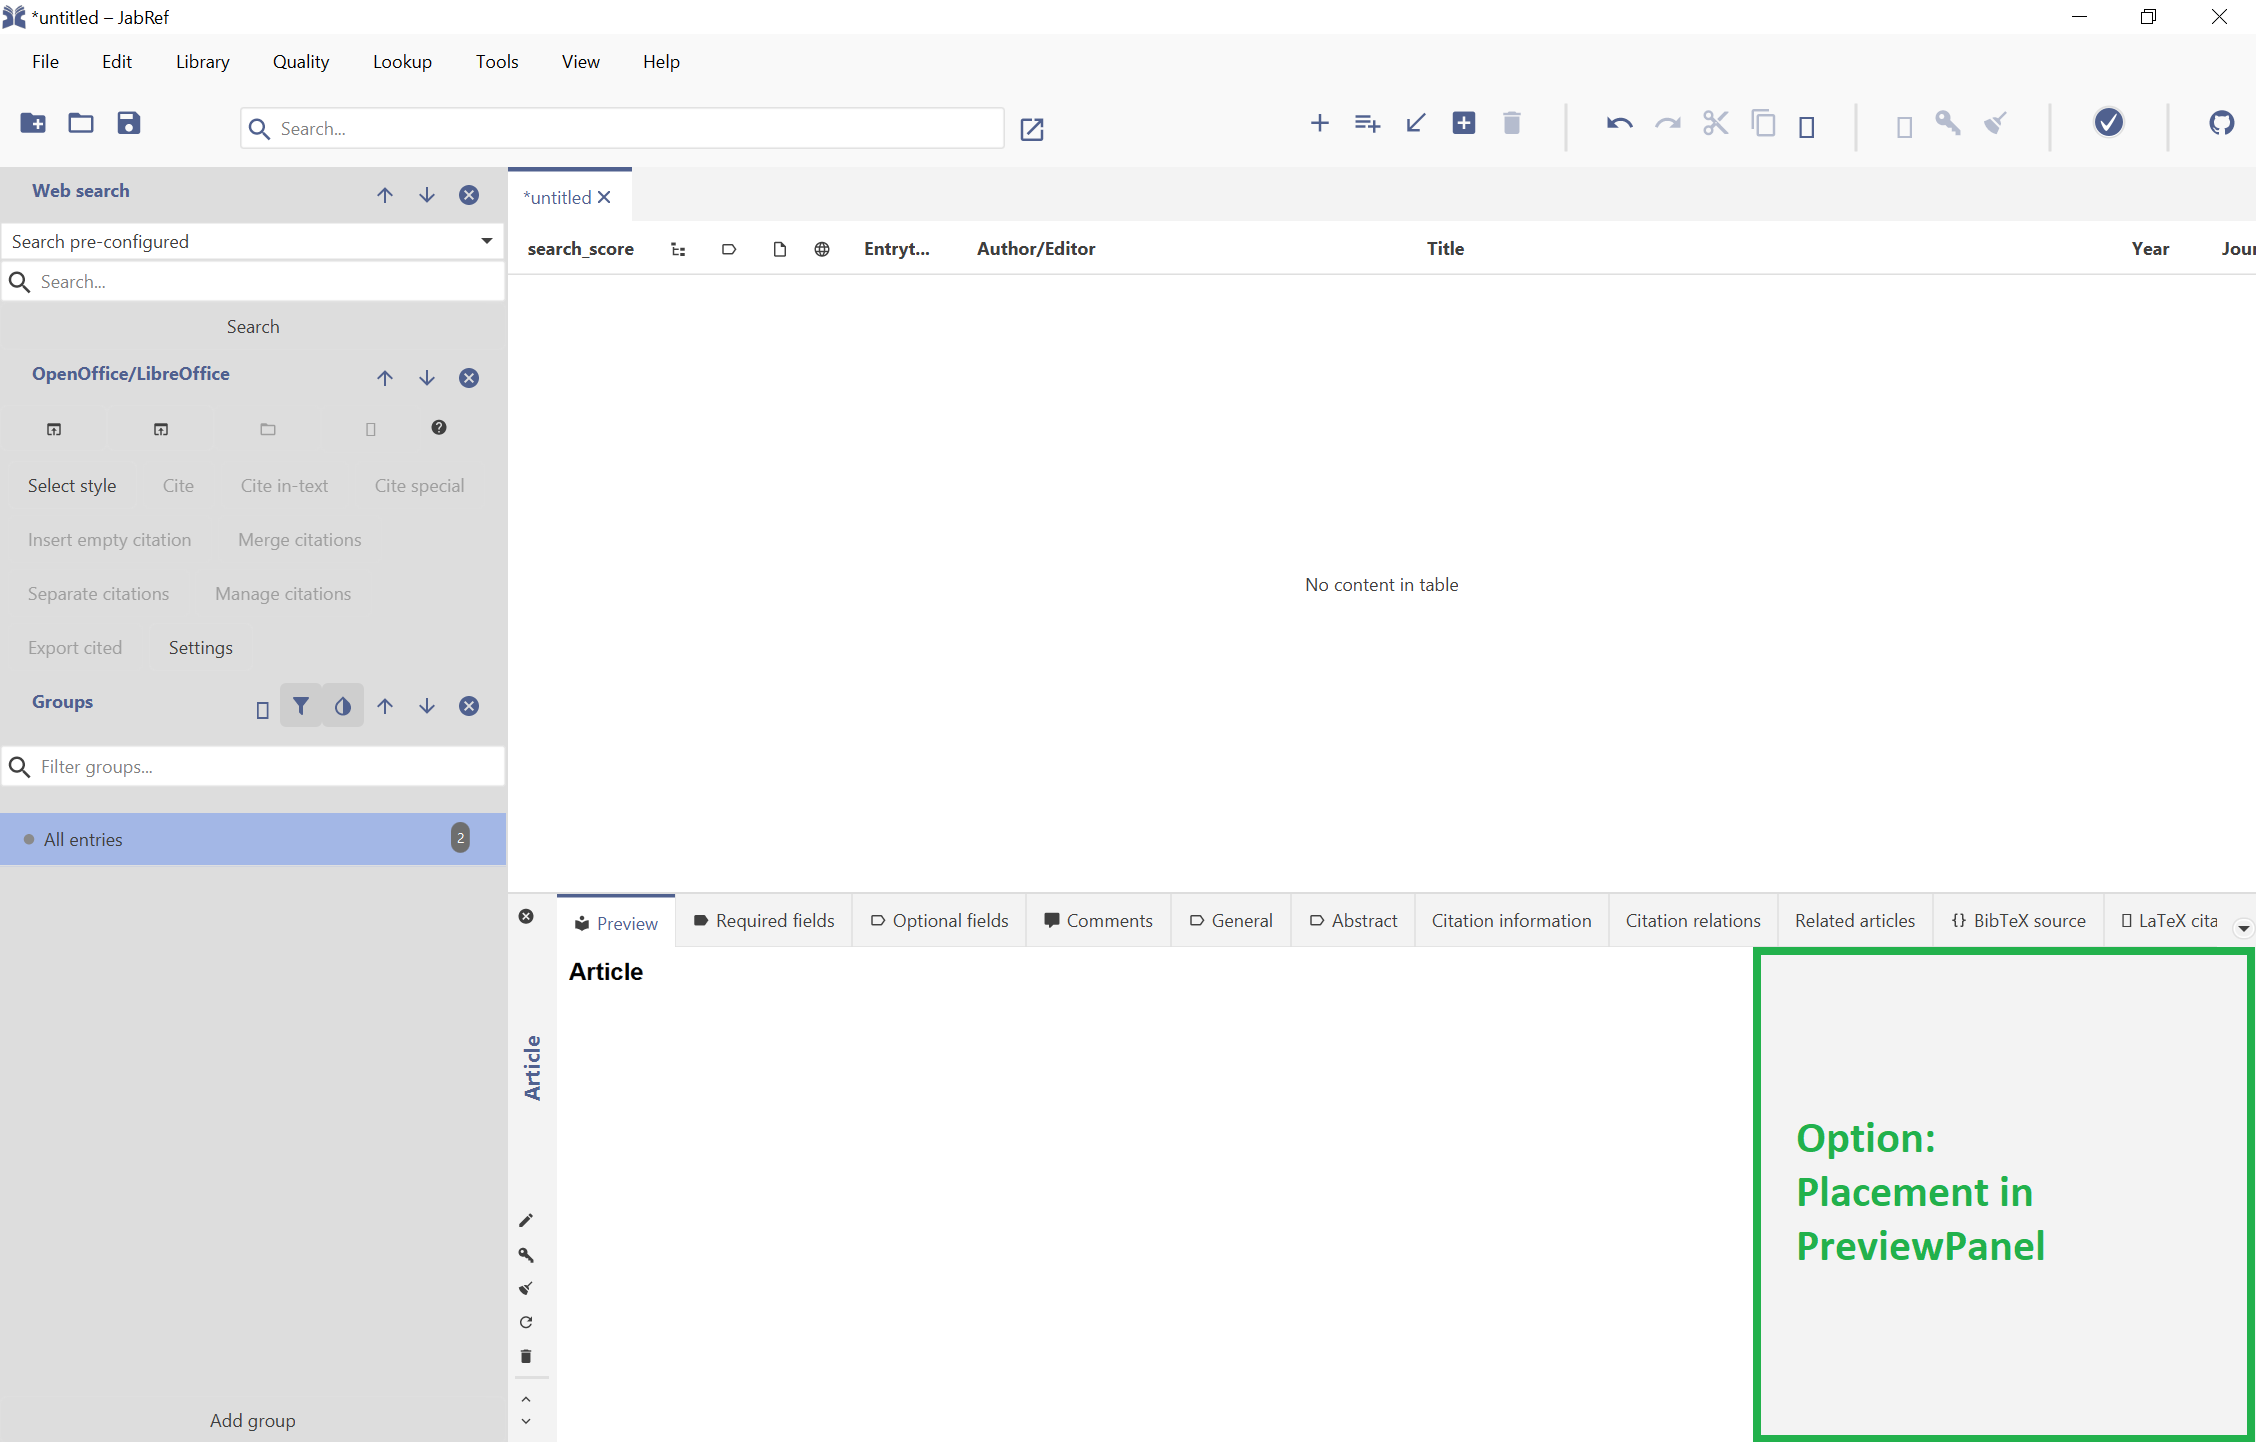 *untitled – JabRef
File Edit Library Quality Lookup Tools View Help
Search...
Web search
Search pre-configured
Search...
Search
OpenOffice/LibreOffice
Select style Cite Cite in-text Cite special
Insert empty citation Merge citations
Separate citations Manage citations
Export cited Settings
Groups
Filter groups...
All entries 2
Add group
*untitled
search_score Entryt... Author/Editor Title Year Jour
No content in table
Preview Required fields Optional fields Comments General Abstract Citation information Citation relations Related articles {} BibTeX source LaTeX cita
Article
Article
Option:
Placement in
PreviewPanel